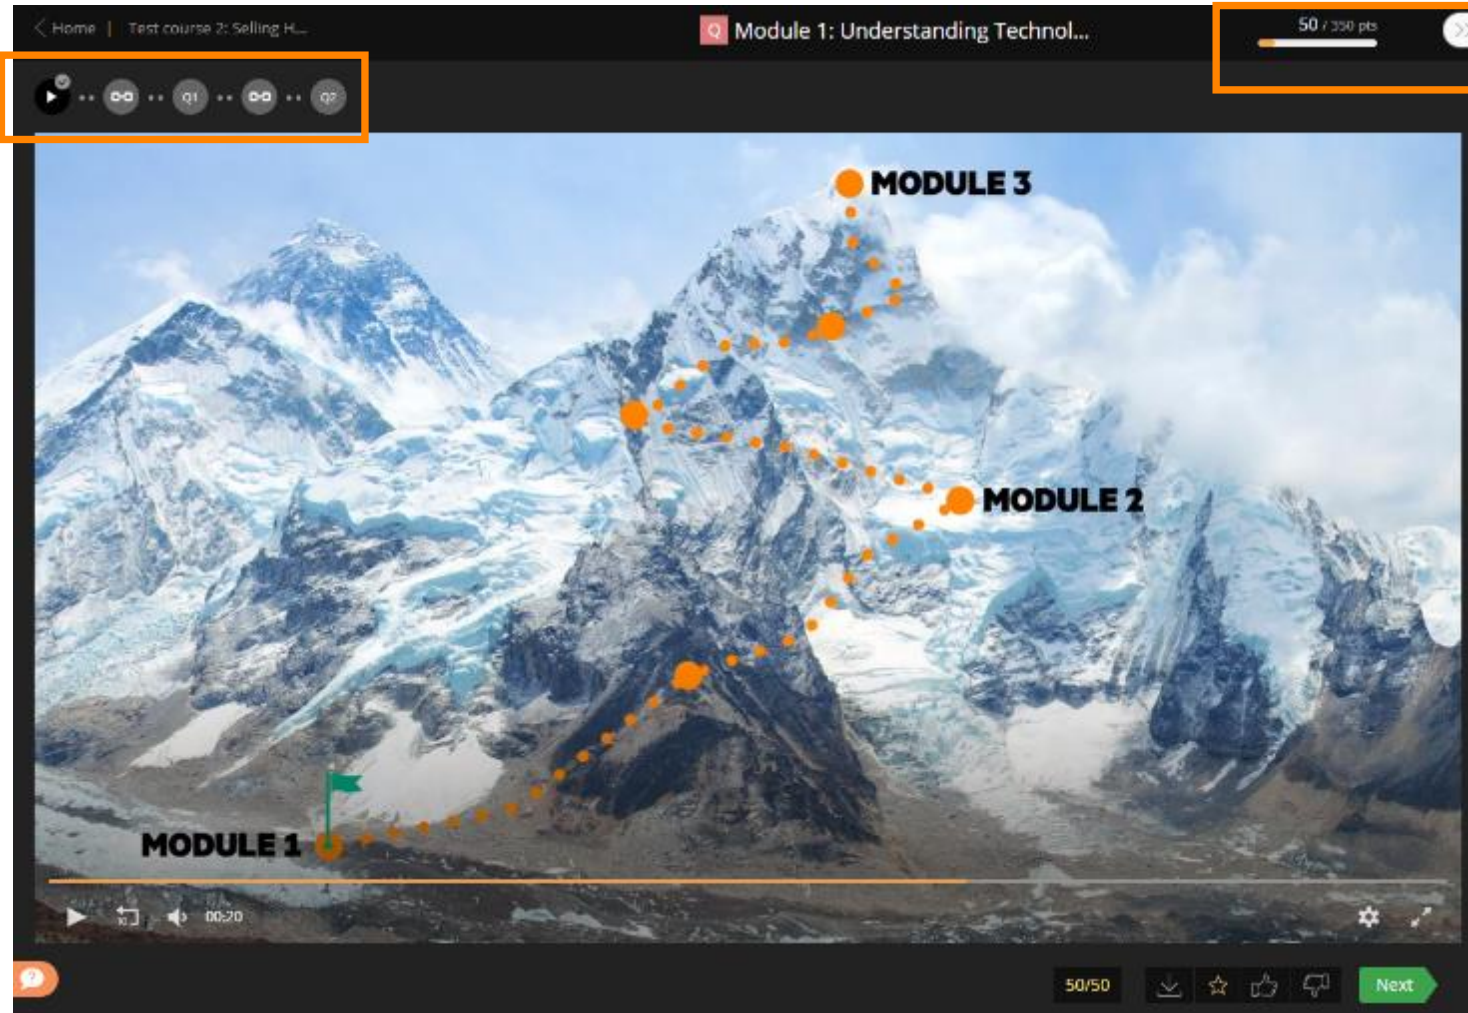 Home | Test course 2: Selling H...
Q Module 1: Understanding Technol...
50 / 350 pts
Q1
Q2
MODULE 3
MODULE 2
MODULE 1
10
00:20
?
50/50
Next